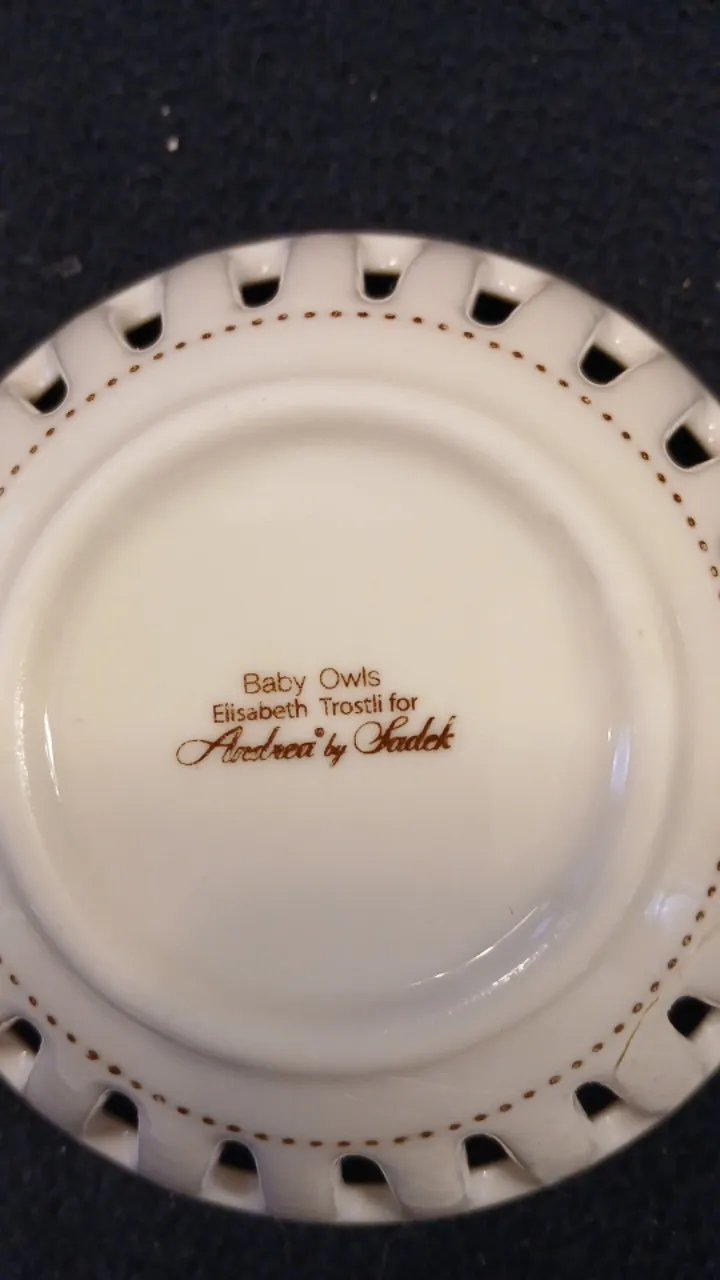 Baby Owls
Elisabeth Trostli for
Andrea® by Sadek